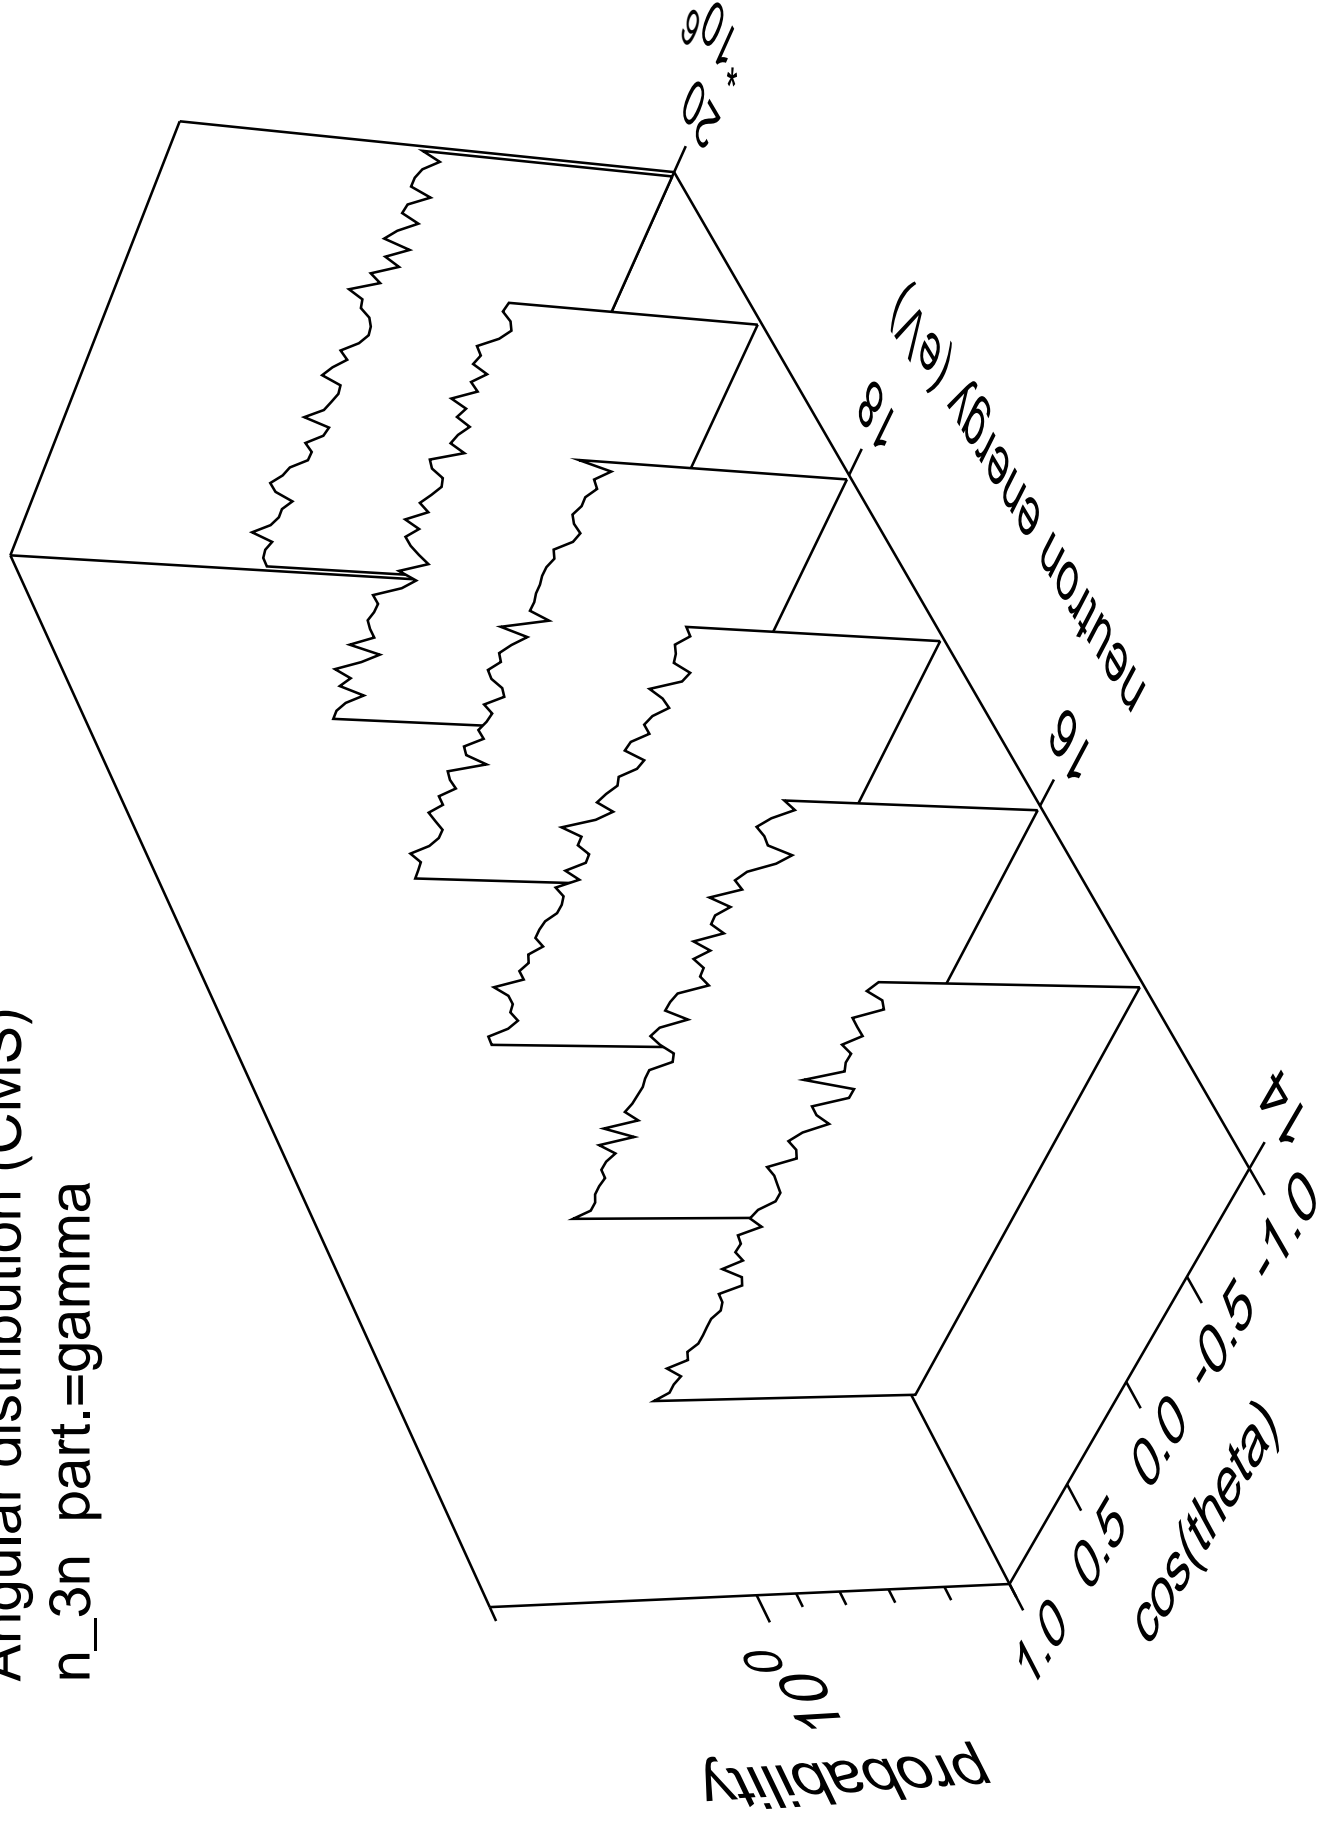 Angular distribution (CMS)
n_3n part.=gamma
probability
10
0
1.0
0.5
0.0
-0.5
-1.0
cos(theta)
14
16
18
20
*
10
6
neutron energy (eV)